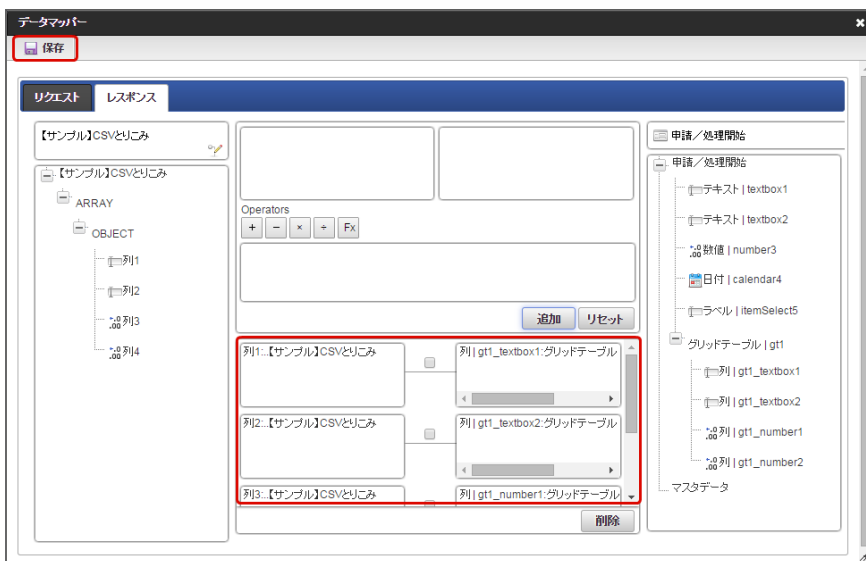 データマッパー
保存
リクエスト
レスポンス
【サンプル】CSVとりこみ
【サンプル】CSVとりこみ
ARRAY
OBJECT
列1
列2
列3
列4
Operators
+ − × ÷ Fx
追加 リセット
列1:..【サンプル】CSVとりこみ
列 | gt1_textbox1:グリッドテーブル
列2:..【サンプル】CSVとりこみ
列 | gt1_textbox2:グリッドテーブル
列3:..【サンプル】CSVとりこみ
列 | gt1_number1:グリッドテーブル
削除
申請／処理開始
申請／処理開始
テキスト | textbox1
テキスト | textbox2
数値 | number3
日付 | calendar4
ラベル | itemSelect5
グリッドテーブル | gt1
列 | gt1_textbox1
列 | gt1_textbox2
列 | gt1_number1
列 | gt1_number2
マスタデータ